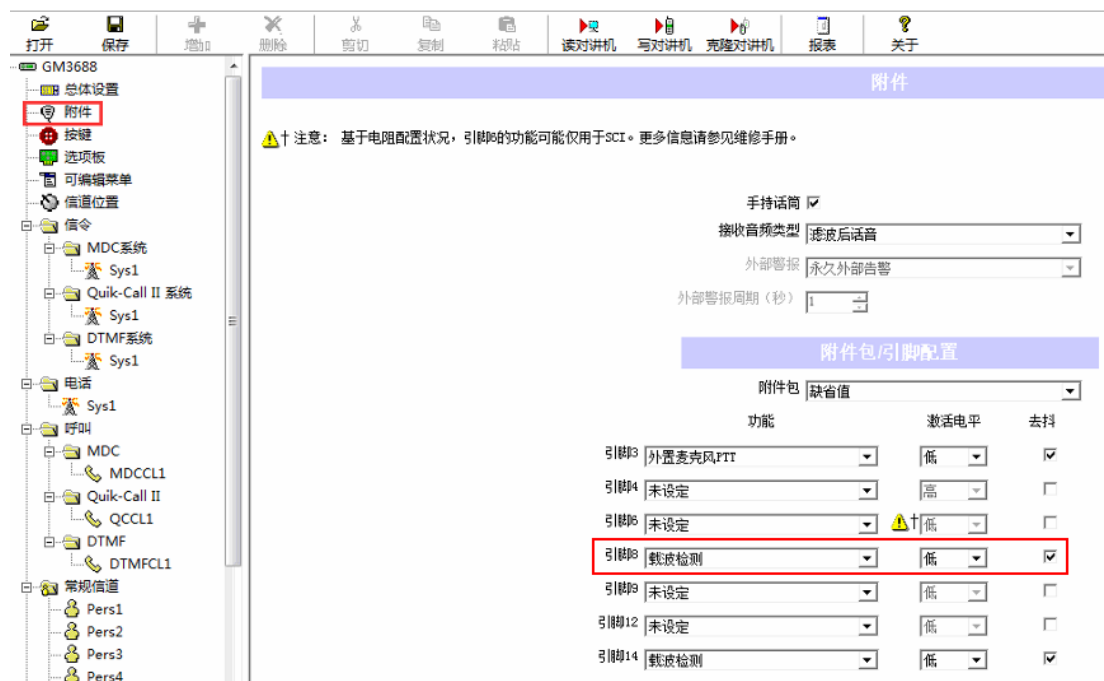 打开 保存 增加 删除 剪切 复制 粘贴 读对讲机 写对讲机 克隆对讲机 报表 关于
GM3688
总体设置
附件
按键
选项板
可编辑菜单
信道位置
信令
MDC系统
Sys1
Quik-Call II 系统
Sys1
DTMF系统
Sys1
电话
Sys1
呼叫
MDC
MDCCL1
Quik-Call II
QCCL1
DTMF
DTMFCL1
常规信道
Pers1
Pers2
Pers3
Pers4
附件
† 注意： 基于电阻配置状况，引脚6的功能可能仅用于SCI。更多信息请参见维修手册。
手持话筒
接收音频类型 滤波后话音
外部警报 永久外部告警
外部警报周期（秒） 1
附件包/引脚配置
附件包 缺省值
功能 激活电平 去抖
引脚3 外置麦克风PTT 低
引脚4 未设定 高
引脚6 未设定 † 低
引脚8 载波检测 低
引脚9 未设定 低
引脚12 未设定 低
引脚14 载波检测 低